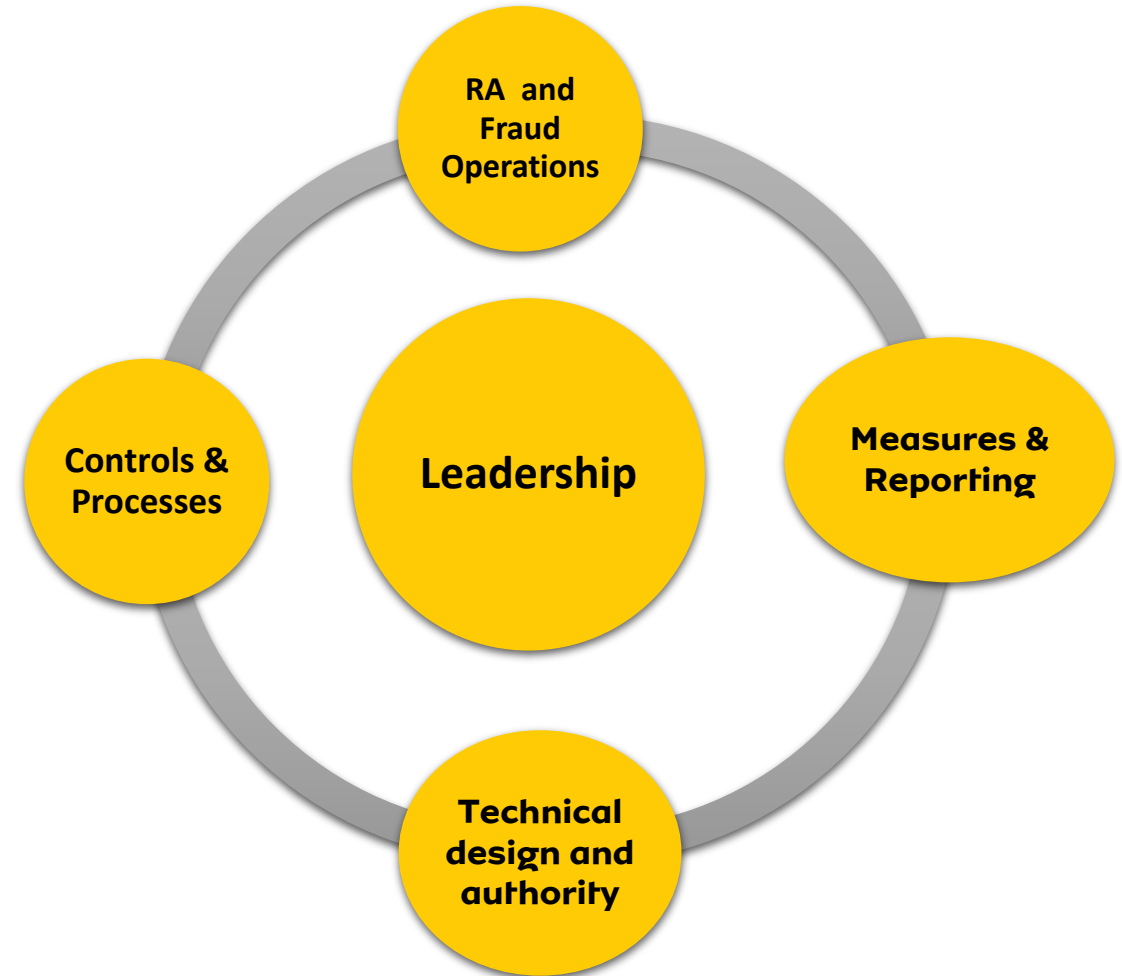 RA and
Fraud
Operations
Measures &
Reporting
Leadership
Controls &
Processes
Technical
design and
authority